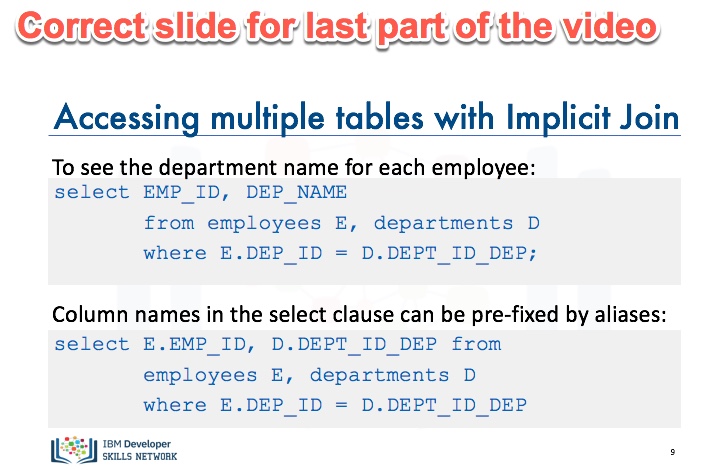 Correct slide for last part of the video
Accessing multiple tables with Implicit Join
To see the department name for each employee:
select EMP_ID, DEP_NAME
from employees E, departments D
where E.DEP_ID = D.DEPT_ID_DEP;
Column names in the select clause can be pre-fixed by aliases:
select E.EMP_ID, D.DEPT_ID_DEP from
employees E, departments D
where E.DEP_ID = D.DEPT_ID_DEP
IBM Developer
SKILLS NETWORK
9